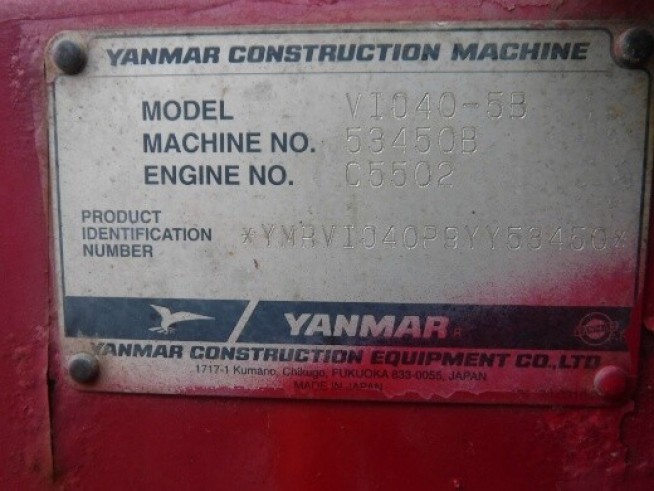 YANMAR CONSTRUCTION MACHINE
MODEL VIO40-5B
MACHINE NO. 53450B
ENGINE NO. C5502
PRODUCT IDENTIFICATION NUMBER *YMRVIO40P9YY53450*
YANMAR R
YANMAR CONSTRUCTION EQUIPMENT CO.,LTD
1717-1 Kumano, Chikugo, FUKUOKA 833-0055, JAPAN
MADE IN JAPAN